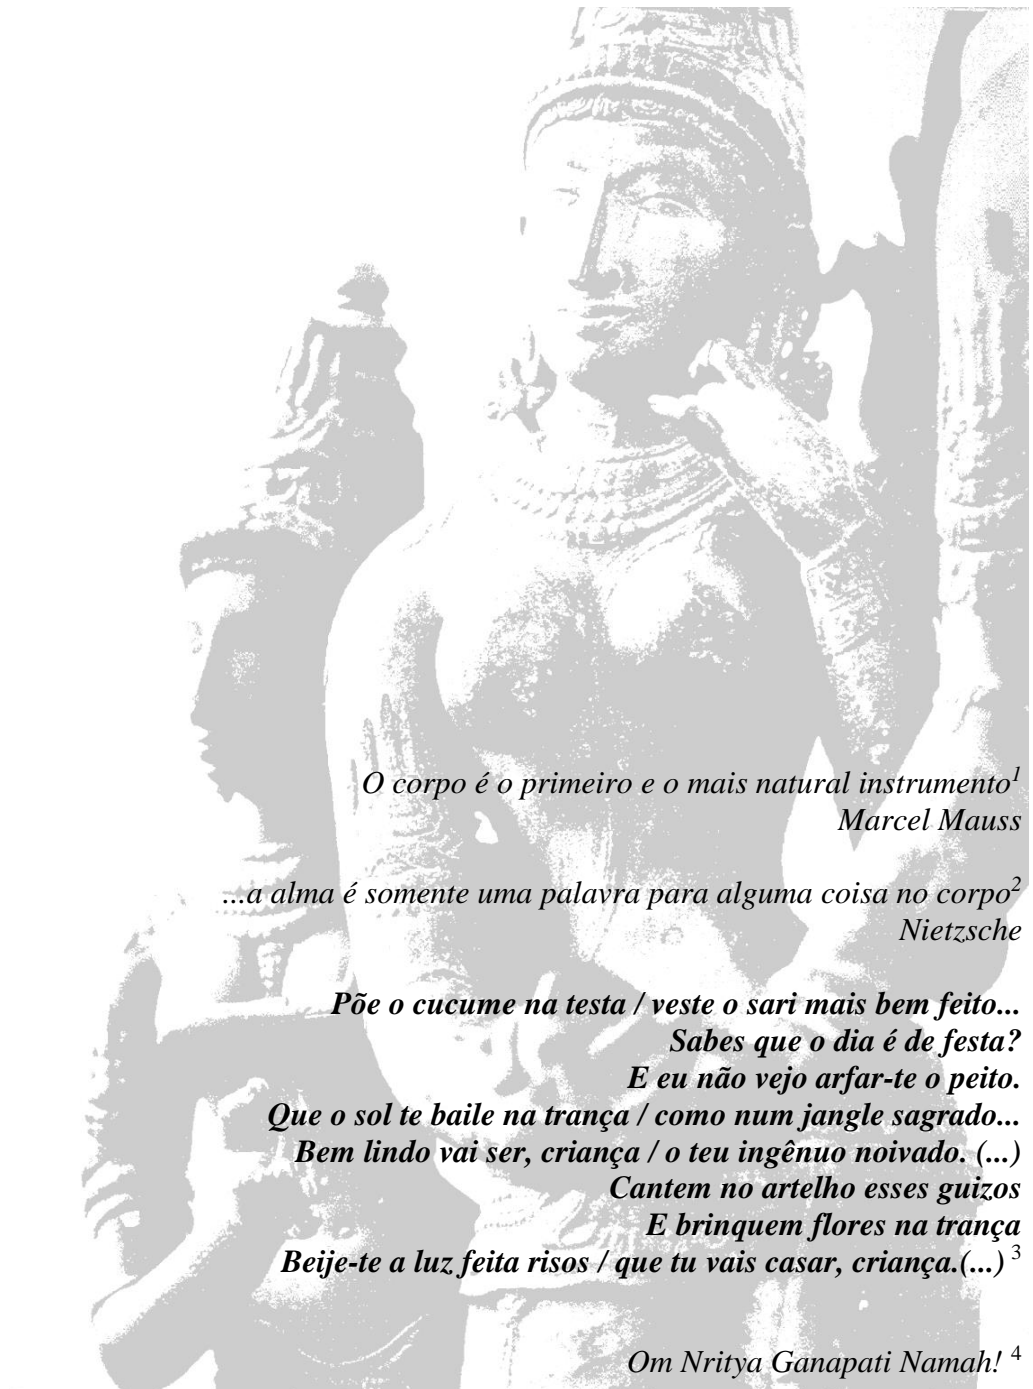 O corpo é o primeiro e o mais natural instrumento1
Marcel Mauss
...a alma é somente uma palavra para alguma coisa no corpo2
Nietzsche
Põe o cucume na testa / veste o sari mais bem feito...
Sabes que o dia é de festa?
E eu não vejo arfar-te o peito.
Que o sol te baile na trança / como num jangle sagrado...
Bem lindo vai ser, criança / o teu ingênuo noivado. (...)
Cantem no artelho esses guizos
E brinquem flores na trança
Beije-te a luz feita risos / que tu vais casar, criança.(...) 3
Om Nritya Ganapati Namah! 4